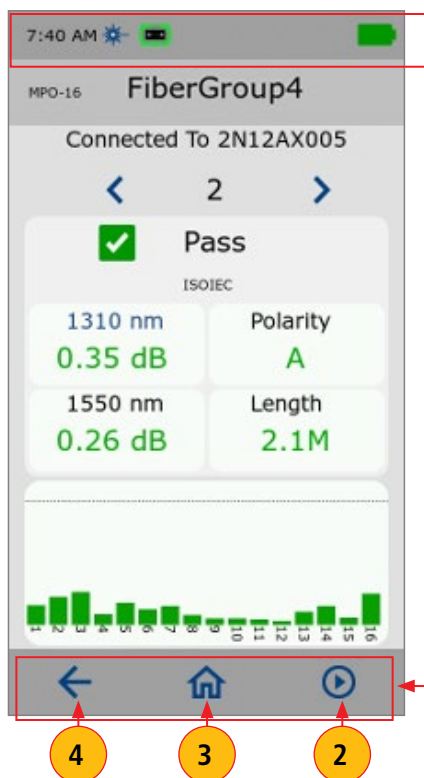 7:40 AM
MPO-16 FiberGroup4
Connected To 2N12AX005
2
Pass
ISOIEC
1310 nm Polarity
0.35 dB A
1550 nm Length
0.26 dB 2.1M
1 2 3 4 5 6 7 8 9 10 11 12 13 14 15 16
4 3 2